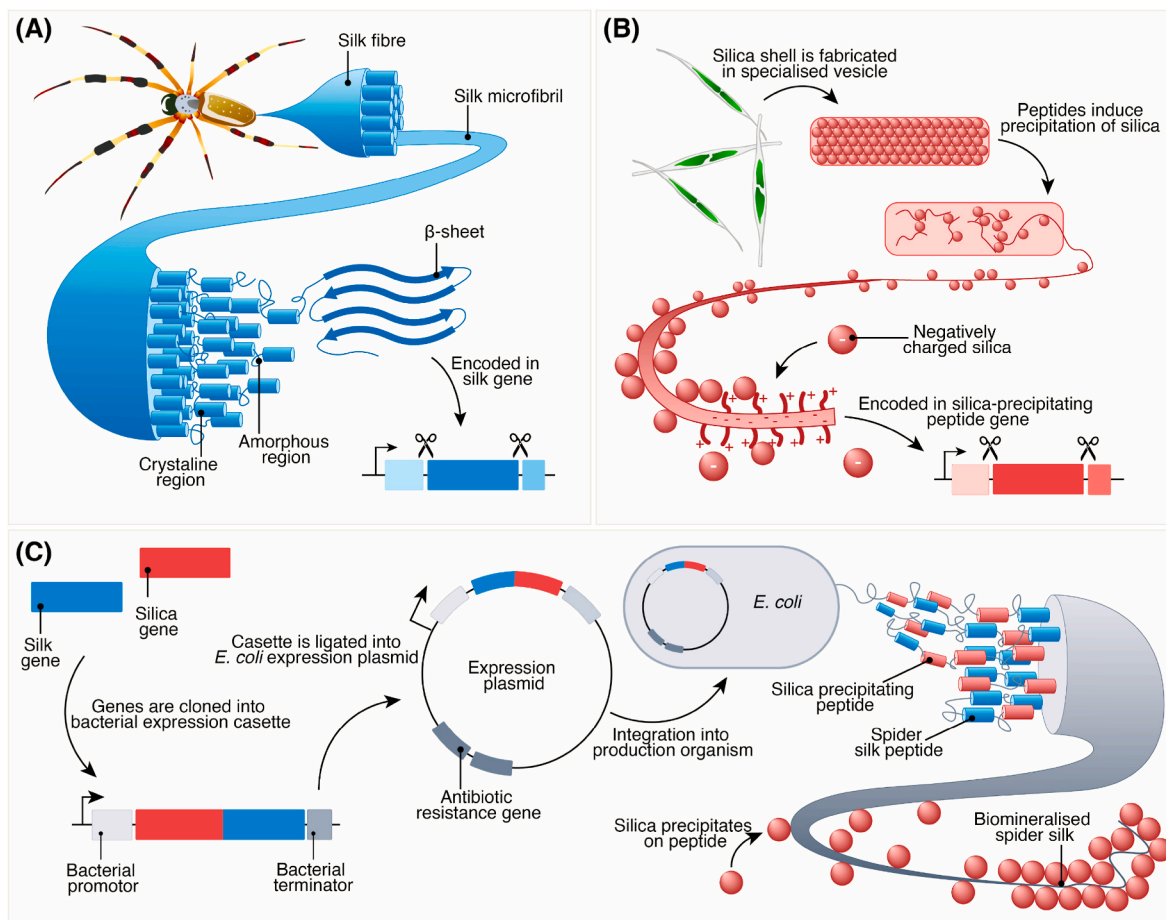 (A)
Silk fibre
Silk microfibril
β-sheet
Encoded in
silk gene
Amorphous
region
Crystaline
region
(B)
Silica shell is fabricated
in specialised vesicle
Peptides induce
precipitation of silica
-
Negatively
charged silica
+ + + + + +
- - - - - - -
+ + + + + +
- -
Encoded in silica-precipitating
peptide gene
(C)
Silk
gene
Silica
gene
Genes are cloned into
bacterial expression casette
Bacterial
promotor
Bacterial
terminator
Casette is ligated into
E. coli expression plasmid
Expression
plasmid
Antibiotic
resistance gene
Integration into
production organism
E. coli
Silica precipitating
peptide
Spider
silk peptide
Silica precipitates
on peptide
Biomineralised
spider silk